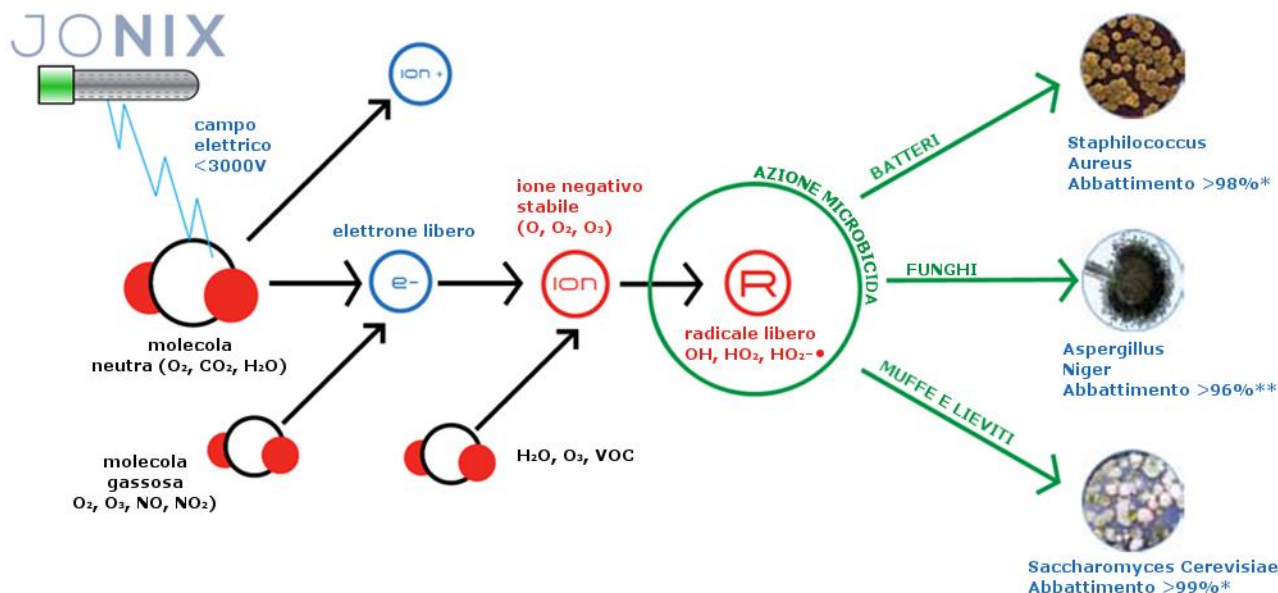 JONIX
campo
elettrico
<3000V
ion +
ione negativo
stabile
(O, O₂, O₃)
elettrone libero
e-
ion
R
radicale libero
OH, HO₂, HO₂-•
AZIONE MICROBICIDA
molecola
neutra (O₂, CO₂, H₂O)
molecola
gassosa
O₂, O₃, NO, NO₂)
H₂O, O₃, VOC
BATTERI
Staphilococcus
Aureus
Abbattimento >98%*
FUNGHI
Aspergillus
Niger
Abbattimento >96%**
MUFFE E LIEVITI
Saccharomyces Cerevisiae
Abbattimento >99%*